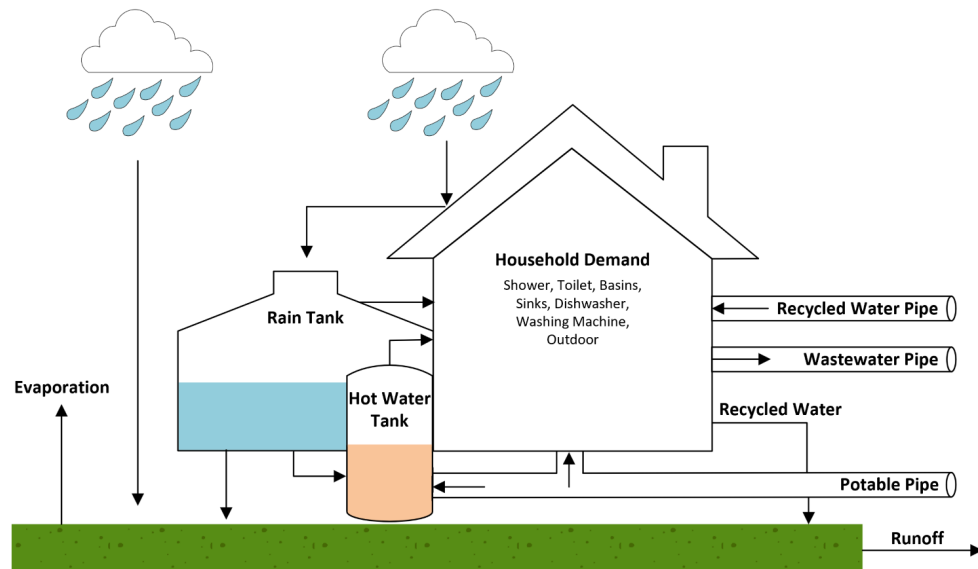 Household Demand
Shower, Toilet, Basins,
Sinks, Dishwasher,
Washing Machine,
Outdoor
Rain Tank
Recycled Water Pipe
Wastewater Pipe
Evaporation
Hot Water
Tank
Recycled Water
Potable Pipe
Runoff